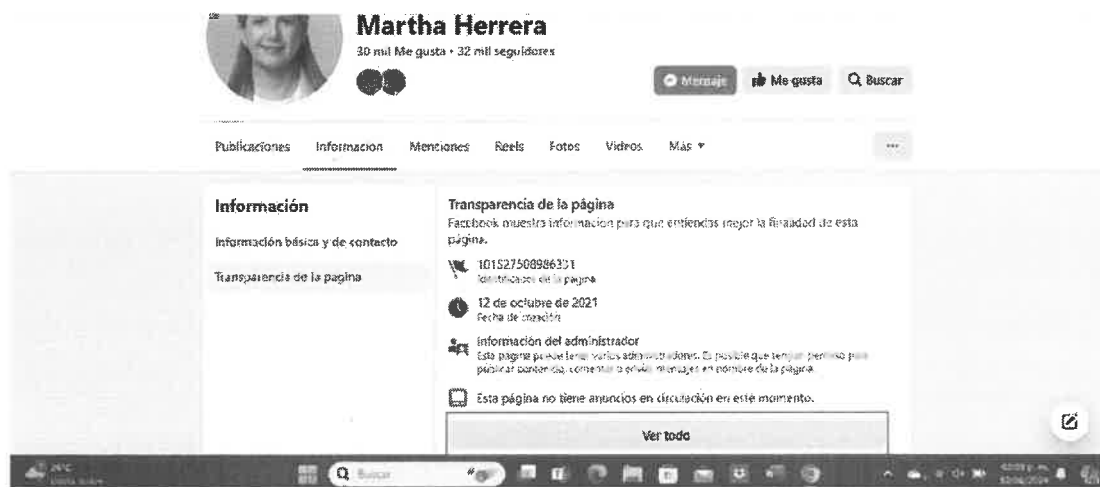 Martha Herrera
30 mil Me gusta • 32 mil seguidores
Mensaje
Me gusta
Buscar
Publicaciones
Informacion
Menciones
Reels
Fotos
Videos
Más
Información
Información básica y de contacto
Transparencia de la pagina
Transparencia de la página
Facebook muestra informacion para que entiendas mejor la finalidad de esta
página.
101527508986331
Identificador de la página
12 de octubre de 2021
Fecha de creación
Información del administrador
Esta página puede tener varios administradores. Es posible que tengan permiso para
publicar contenido, comentar o enviar mensajes en nombre de la página.
Esta página no tiene anuncios en circulación en este momento.
Ver todo
26°C
Buscar